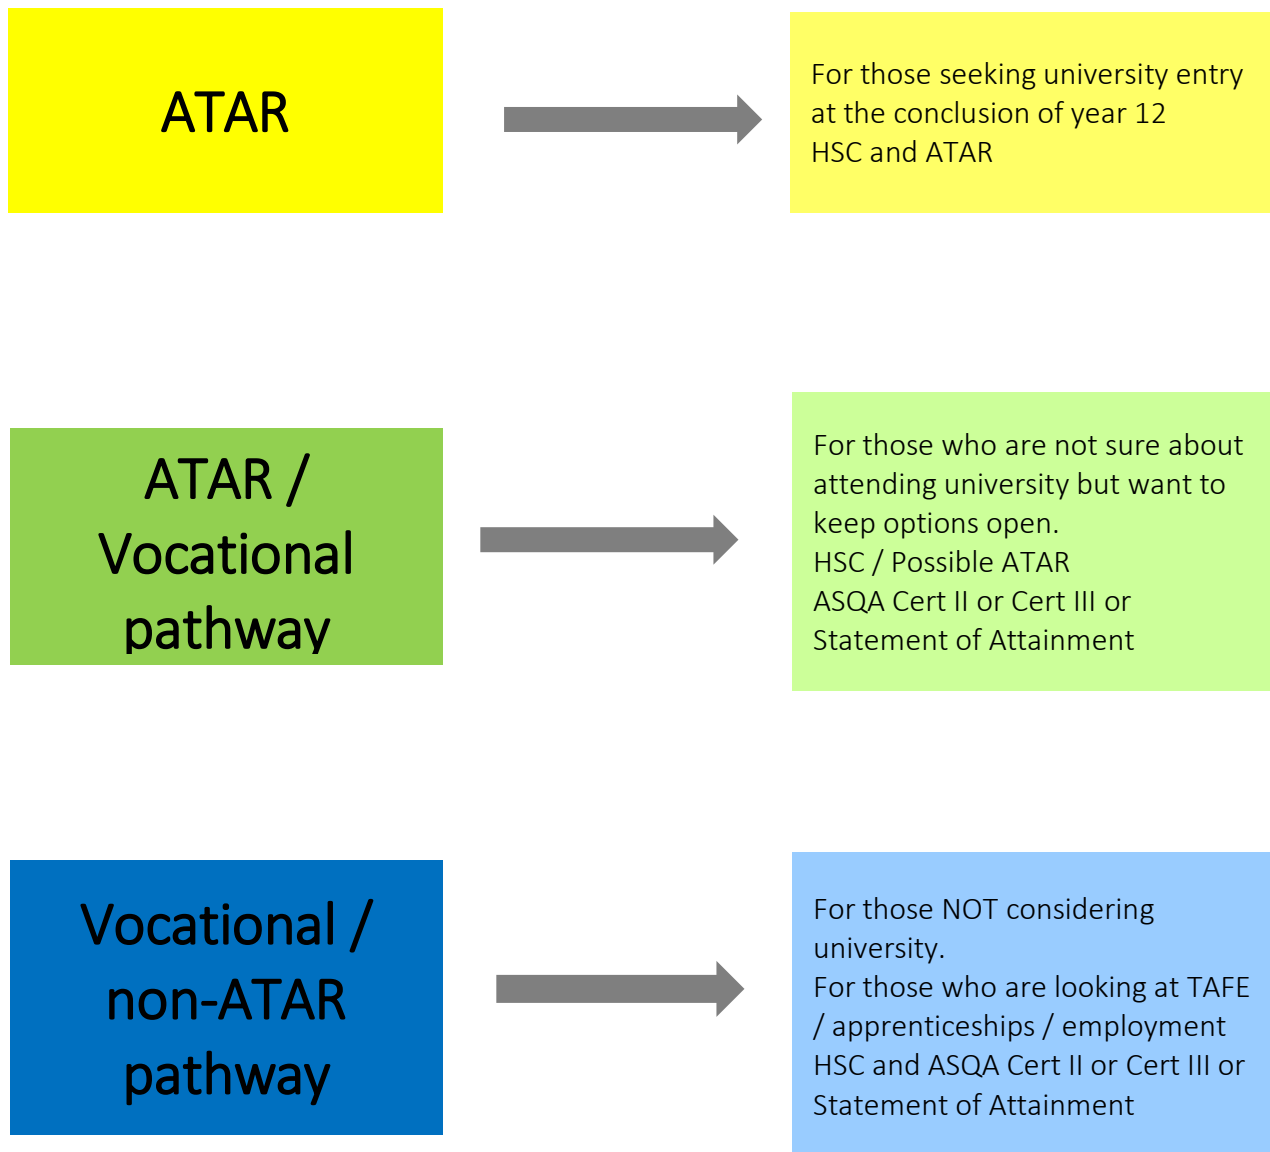 ATAR
For those seeking university entry
at the conclusion of year 12
HSC and ATAR
ATAR /
Vocational
pathway
For those who are not sure about
attending university but want to
keep options open.
HSC / Possible ATAR
ASQA Cert II or Cert III or
Statement of Attainment
Vocational /
non-ATAR
pathway
For those NOT considering
university.
For those who are looking at TAFE
/ apprenticeships / employment
HSC and ASQA Cert II or Cert III or
Statement of Attainment